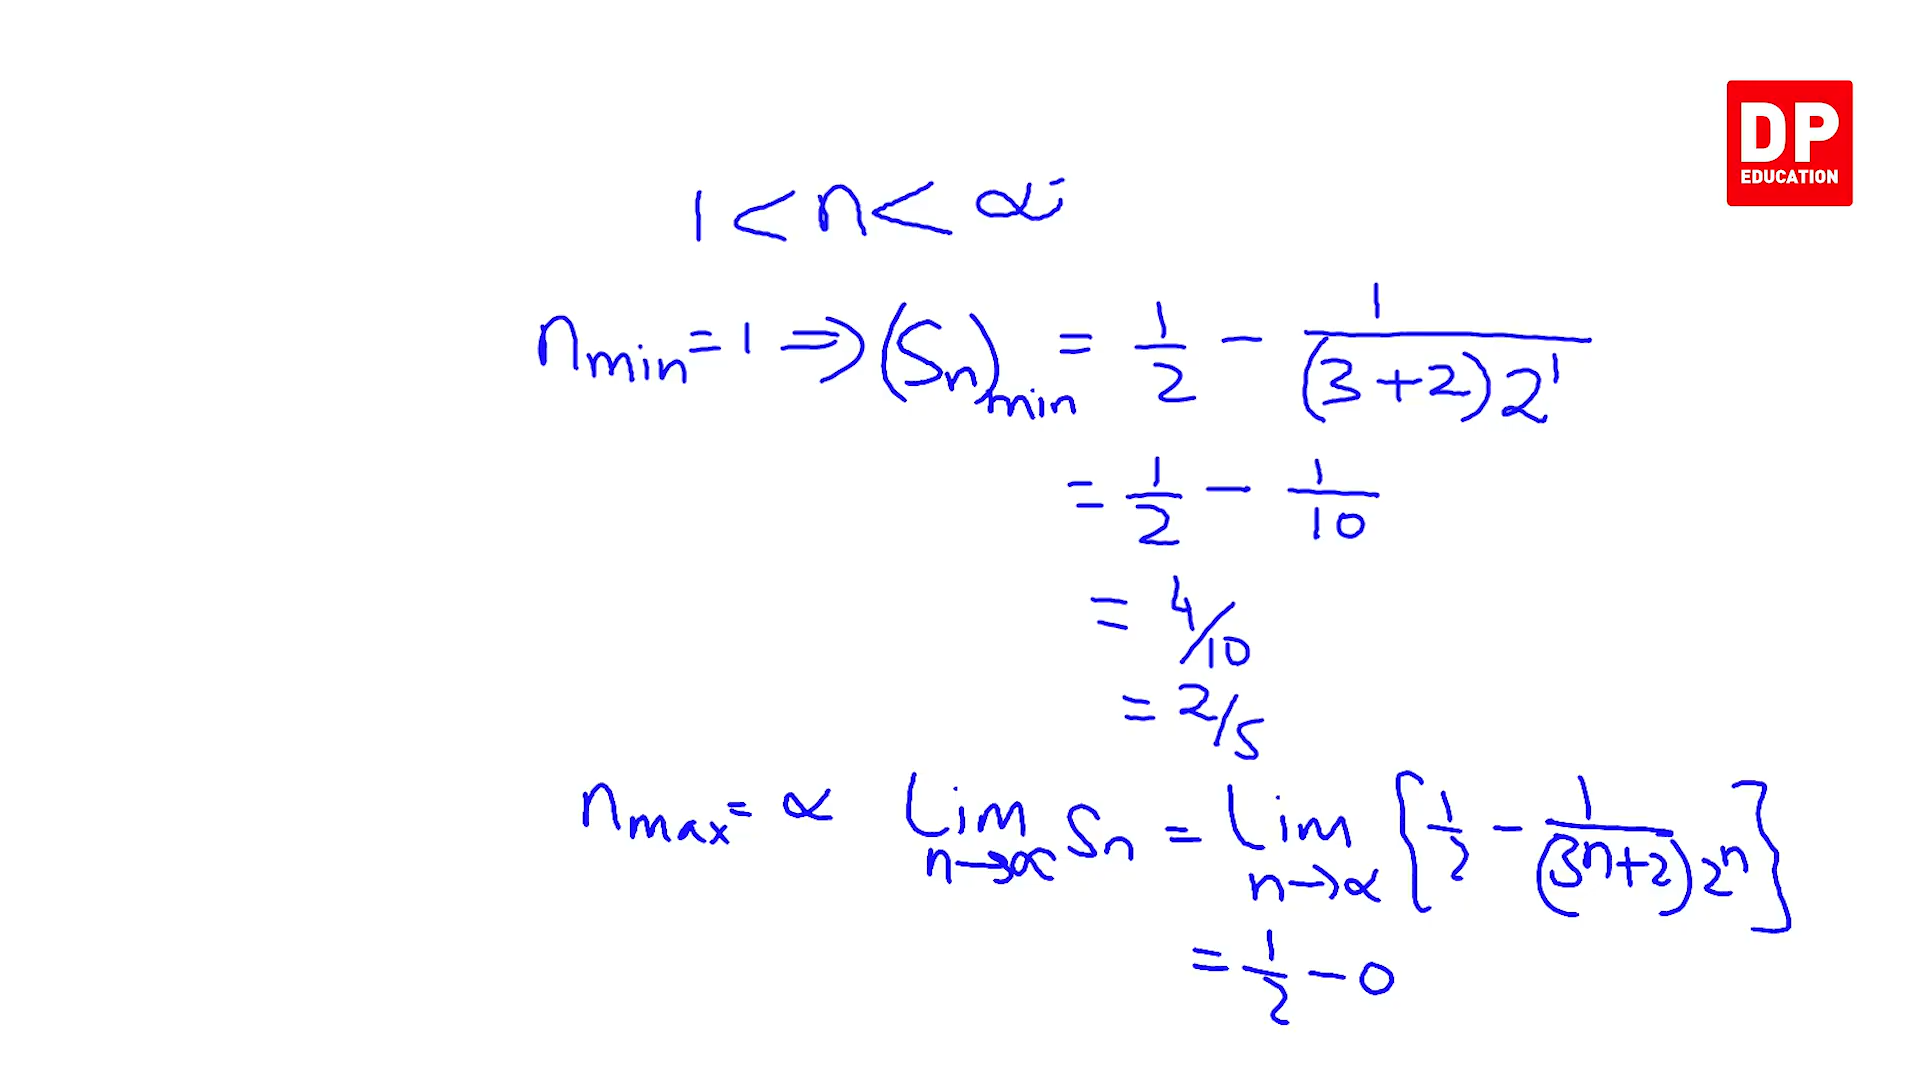 DP
EDUCATION
1 < n < α
n_min = 1 ⇒ (S_n)_min = 1/2 − 1/((3+2)2^1)
= 1/2 − 1/10
= 4/10
= 2/5
n_max = α Lim_{n→α} S_n = Lim_{n→α} [1/2 − 1/((3n+2)2^n)]
= 1/2 − 0